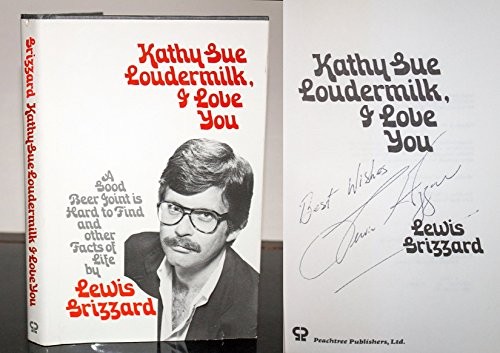 Grizzard Kathy Sue Loudermilk I Love You
Kathy Sue
Loudermilk,
I Love
You
A
Good
Beer Joint is
Hard to Find
and
other
Facts of
Life
by
Lewis
Grizzard
Kathy Sue
Loudermilk,
I Love
You
Best Wishes
Lewis
Grizzard
Peachtree Publishers, Ltd.